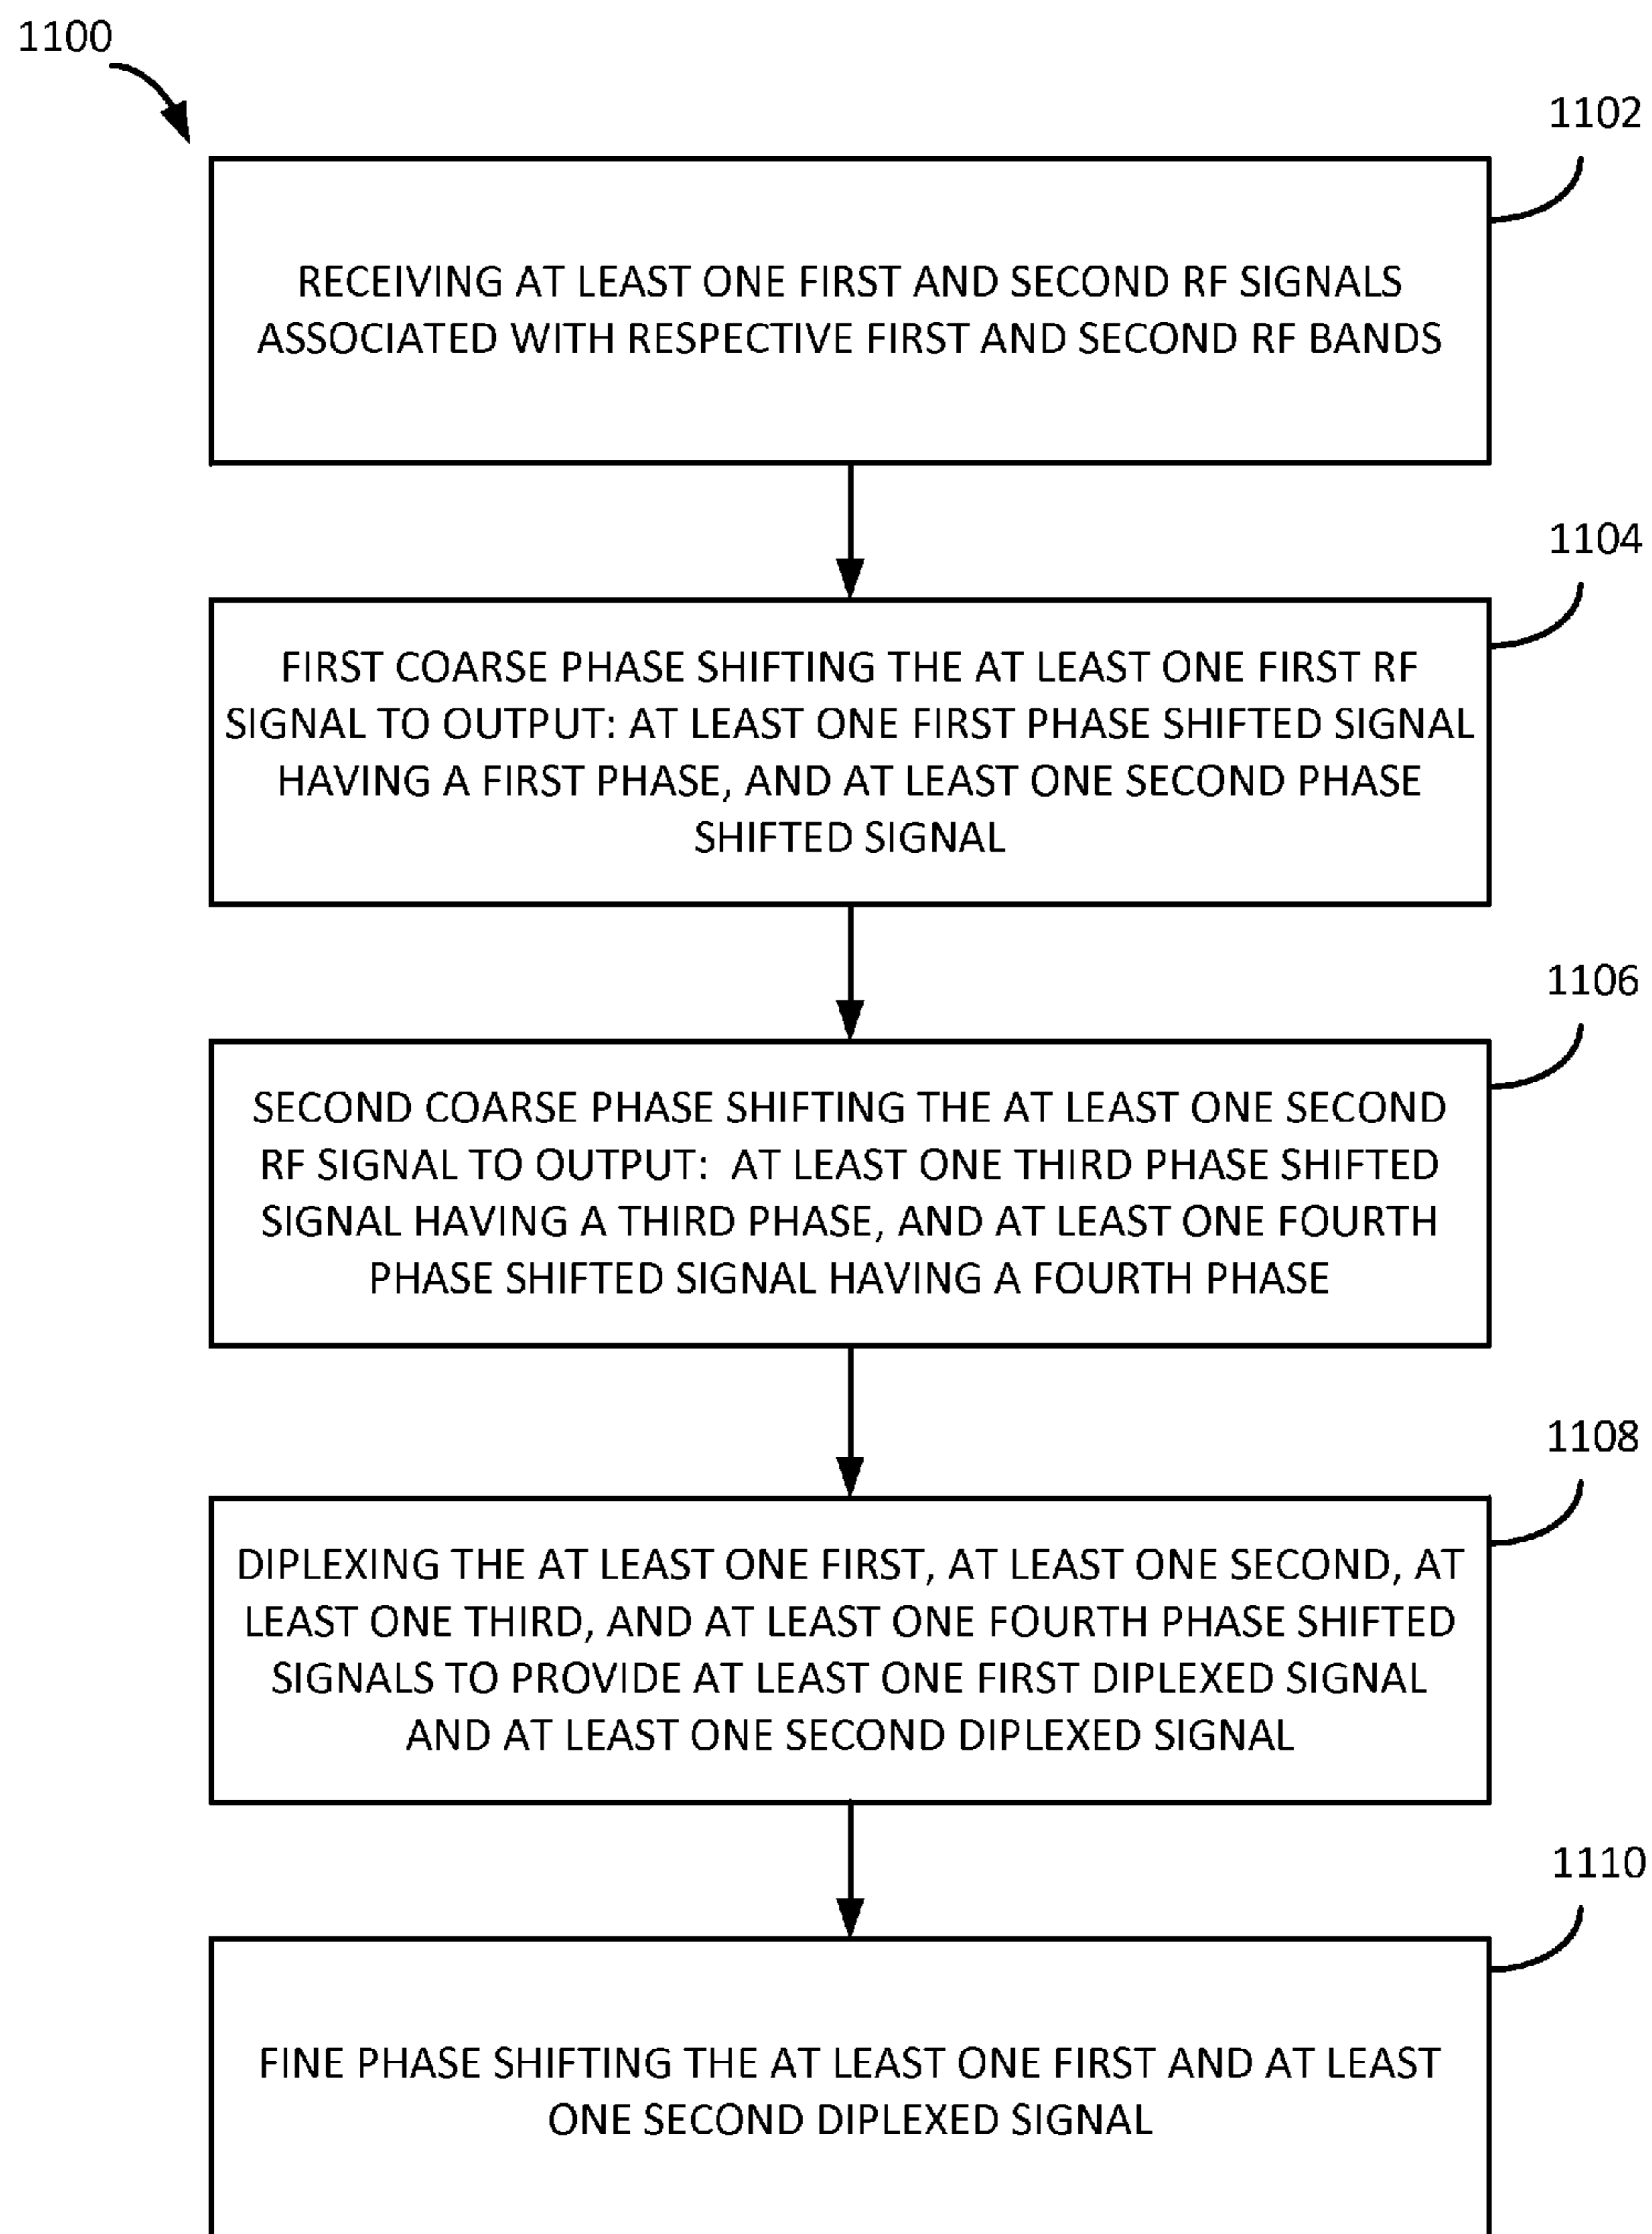 1100
1102
RECEIVING AT LEAST ONE FIRST AND SECOND RF SIGNALS
ASSOCIATED WITH RESPECTIVE FIRST AND SECOND RF BANDS
1104
FIRST COARSE PHASE SHIFTING THE AT LEAST ONE FIRST RF
SIGNAL TO OUTPUT: AT LEAST ONE FIRST PHASE SHIFTED SIGNAL
HAVING A FIRST PHASE, AND AT LEAST ONE SECOND PHASE
SHIFTED SIGNAL
1106
SECOND COARSE PHASE SHIFTING THE AT LEAST ONE SECOND
RF SIGNAL TO OUTPUT: AT LEAST ONE THIRD PHASE SHIFTED
SIGNAL HAVING A THIRD PHASE, AND AT LEAST ONE FOURTH
PHASE SHIFTED SIGNAL HAVING A FOURTH PHASE
1108
DIPLEXING THE AT LEAST ONE FIRST, AT LEAST ONE SECOND, AT
LEAST ONE THIRD, AND AT LEAST ONE FOURTH PHASE SHIFTED
SIGNALS TO PROVIDE AT LEAST ONE FIRST DIPLEXED SIGNAL
AND AT LEAST ONE SECOND DIPLEXED SIGNAL
1110
FINE PHASE SHIFTING THE AT LEAST ONE FIRST AND AT LEAST
ONE SECOND DIPLEXED SIGNAL